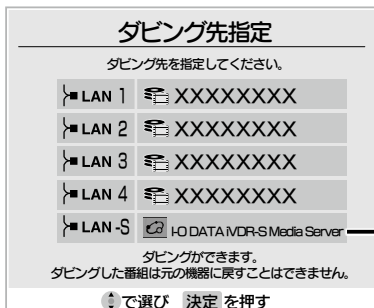 ダビング先指定
ダビング先を指定してください。
LAN 1 XXXXXXXX
LAN 2 XXXXXXXX
LAN 3 XXXXXXXX
LAN 4 XXXXXXXX
LAN -S I-O DATA iVDR-S Media Server
ダビングができます。
ダビングした番組は元の機器に戻すことはできません。
で選び 決定 を押す